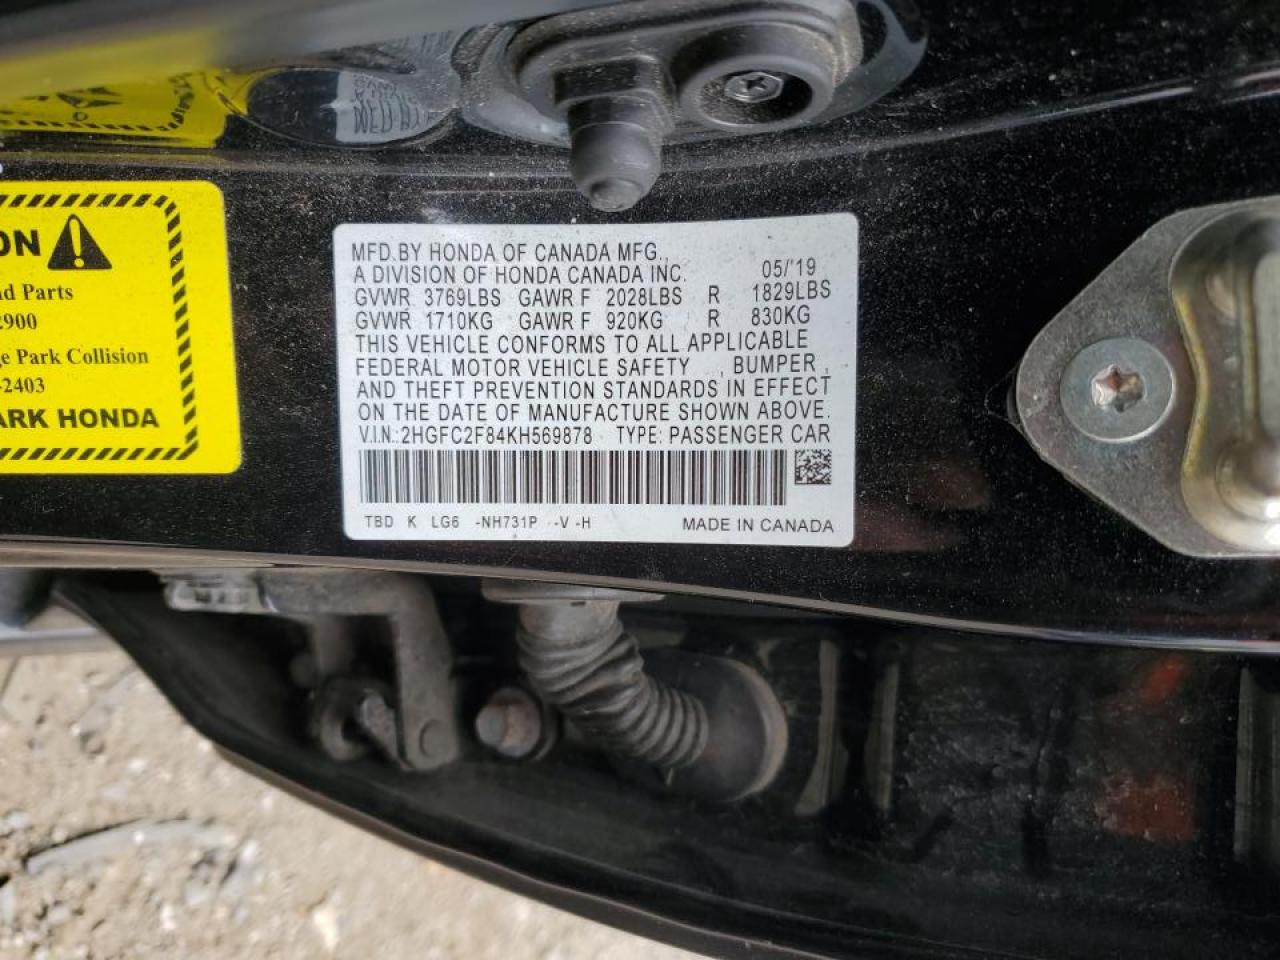 ON
nd Parts
2900
ge Park Collision
-2403
ARK HONDA
MFD.BY HONDA OF CANADA MFG.,
A DIVISION OF HONDA CANADA INC. 05/'19
GVWR 3769LBS GAWR F 2028LBS R 1829LBS
GVWR 1710KG GAWR F 920KG R 830KG
THIS VEHICLE CONFORMS TO ALL APPLICABLE
FEDERAL MOTOR VEHICLE SAFETY , BUMPER ,
AND THEFT PREVENTION STANDARDS IN EFFECT
ON THE DATE OF MANUFACTURE SHOWN ABOVE.
V.I.N.:2HGFC2F84KH569878 TYPE: PASSENGER CAR
TBD K LG6 -NH731P --V -H MADE IN CANADA